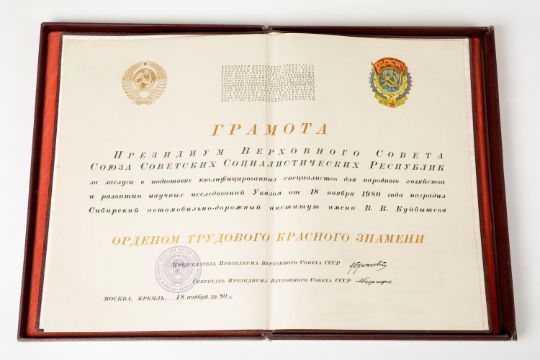 ГРАМОТА
Президиум Верховного Совета
Союза Советских Социалистических Республик
за заслуги в подготовке квалифицированных специалистов для народного хозяйства
и развитии научных исследований Указом от 18 ноября 1980 года наградил
Сибирский автомобильно-дорожный институт имени В. В. Куйбышева
ОРДЕНОМ ТРУДОВОГО КРАСНОГО ЗНАМЕНИ
Председатель Президиума Верховного Совета СССР
Секретарь Президиума Верховного Совета СССР
Москва, Кремль, 18 ноября 1980 г.